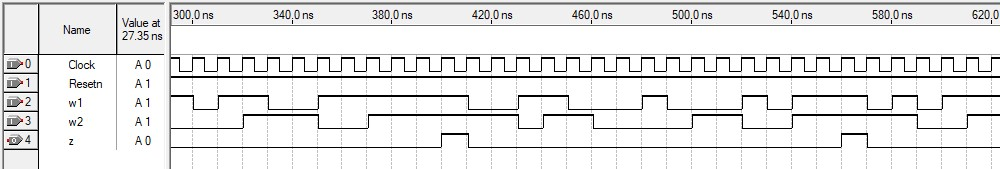 Name
Value at
27.35 ns
300.0 ns 340.0 ns 380.0 ns 420.0 ns 460.0 ns 500.0 ns 540.0 ns 580.0 ns 620.0
0 Clock A 0
1 Resetn A 1
2 w1 A 1
3 w2 A 1
4 z A 0